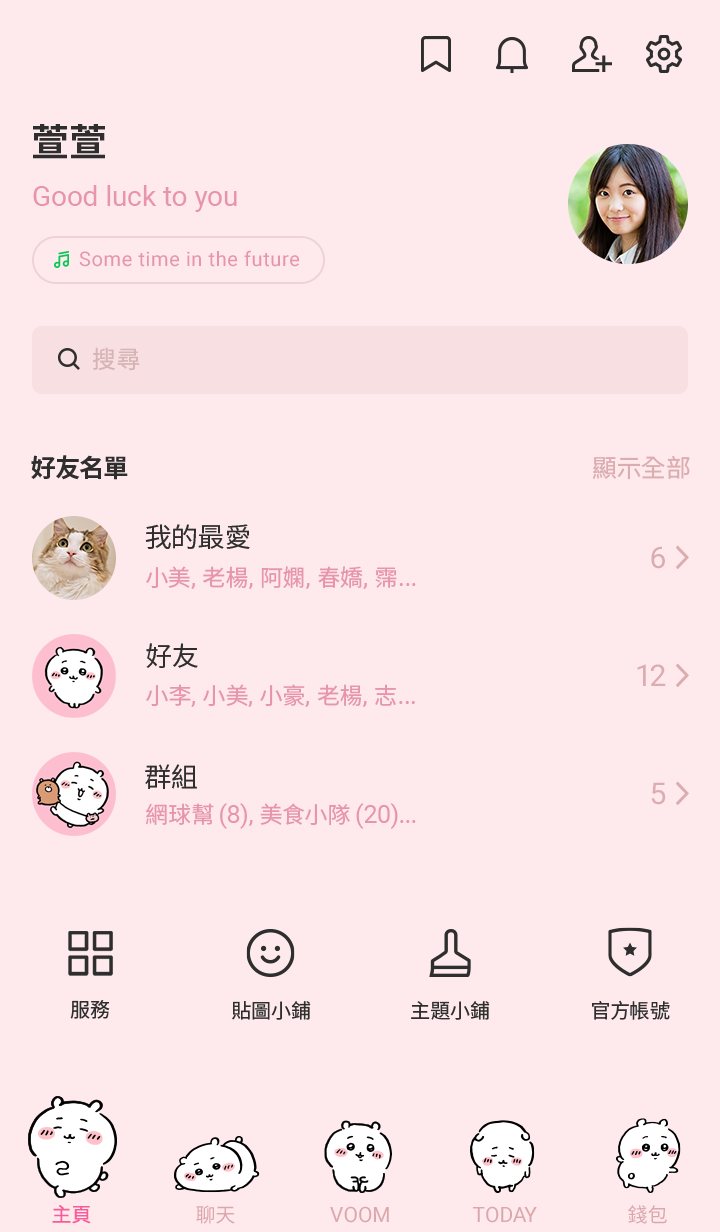 萱萱
Good luck to you
Some time in the future
搜尋
好友名單
顯示全部
我的最愛
小美, 老楊, 阿嫻, 春嬌, 霈...
6
好友
小李, 小美, 小豪, 老楊, 志...
12
群組
網球幫 (8), 美食小隊 (20)...
5
服務
貼圖小鋪
主題小鋪
官方帳號
主頁
聊天
VOOM
TODAY
錢包